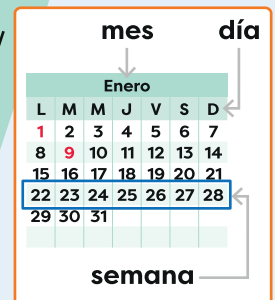 mes día
Enero
L M M J V S D
1 2 3 4 5 6 7
8 9 10 11 12 13 14
15 16 17 18 19 20 21
22 23 24 25 26 27 28
29 30 31
semana